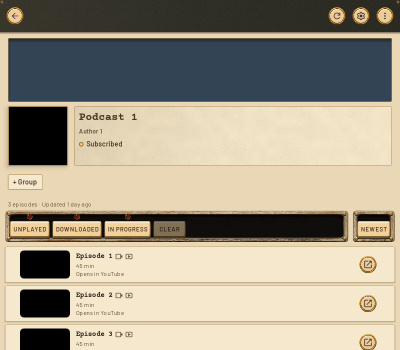 Podcast 1
Author 1
Subscribed
+ Group
3 episodes · Updated 1 day ago
UNPLAYED DOWNLOADED IN PROGRESS CLEAR NEWEST
Episode 1
45 min
Opens in YouTube
Episode 2
45 min
Opens in YouTube
Episode 3
45 min